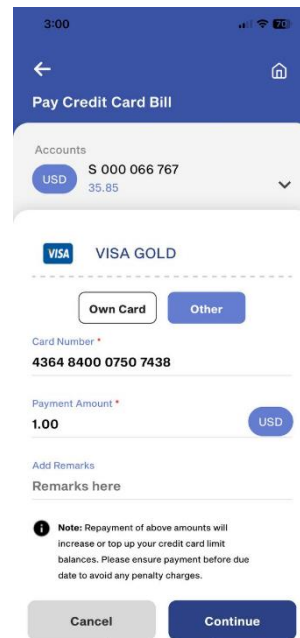 3:00
70
Pay Credit Card Bill
Accounts
USD
S 000 066 767
35.85
VISA
VISA GOLD
Own Card
Other
Card Number *
4364 8400 0750 7438
Payment Amount *
1.00
USD
Add Remarks
Remarks here
Note: Repayment of above amounts will
increase or top up your credit card limit
balances. Please ensure payment before due
date to avoid any penalty charges.
Cancel
Continue